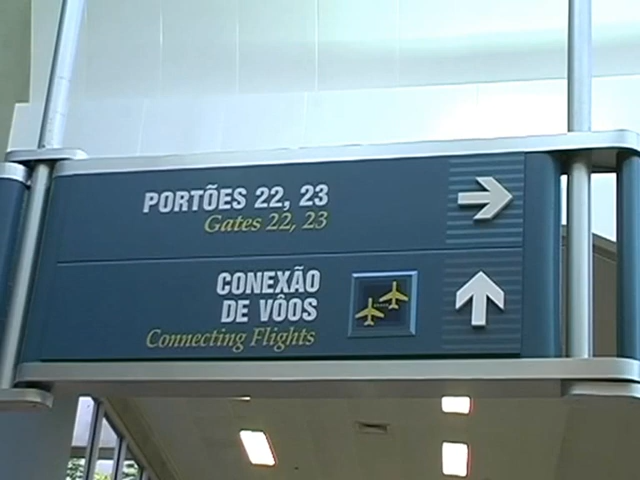 PORTÕES 22, 23
Gates 22, 23
CONEXÃO
DE VÔOS
Connecting Flights